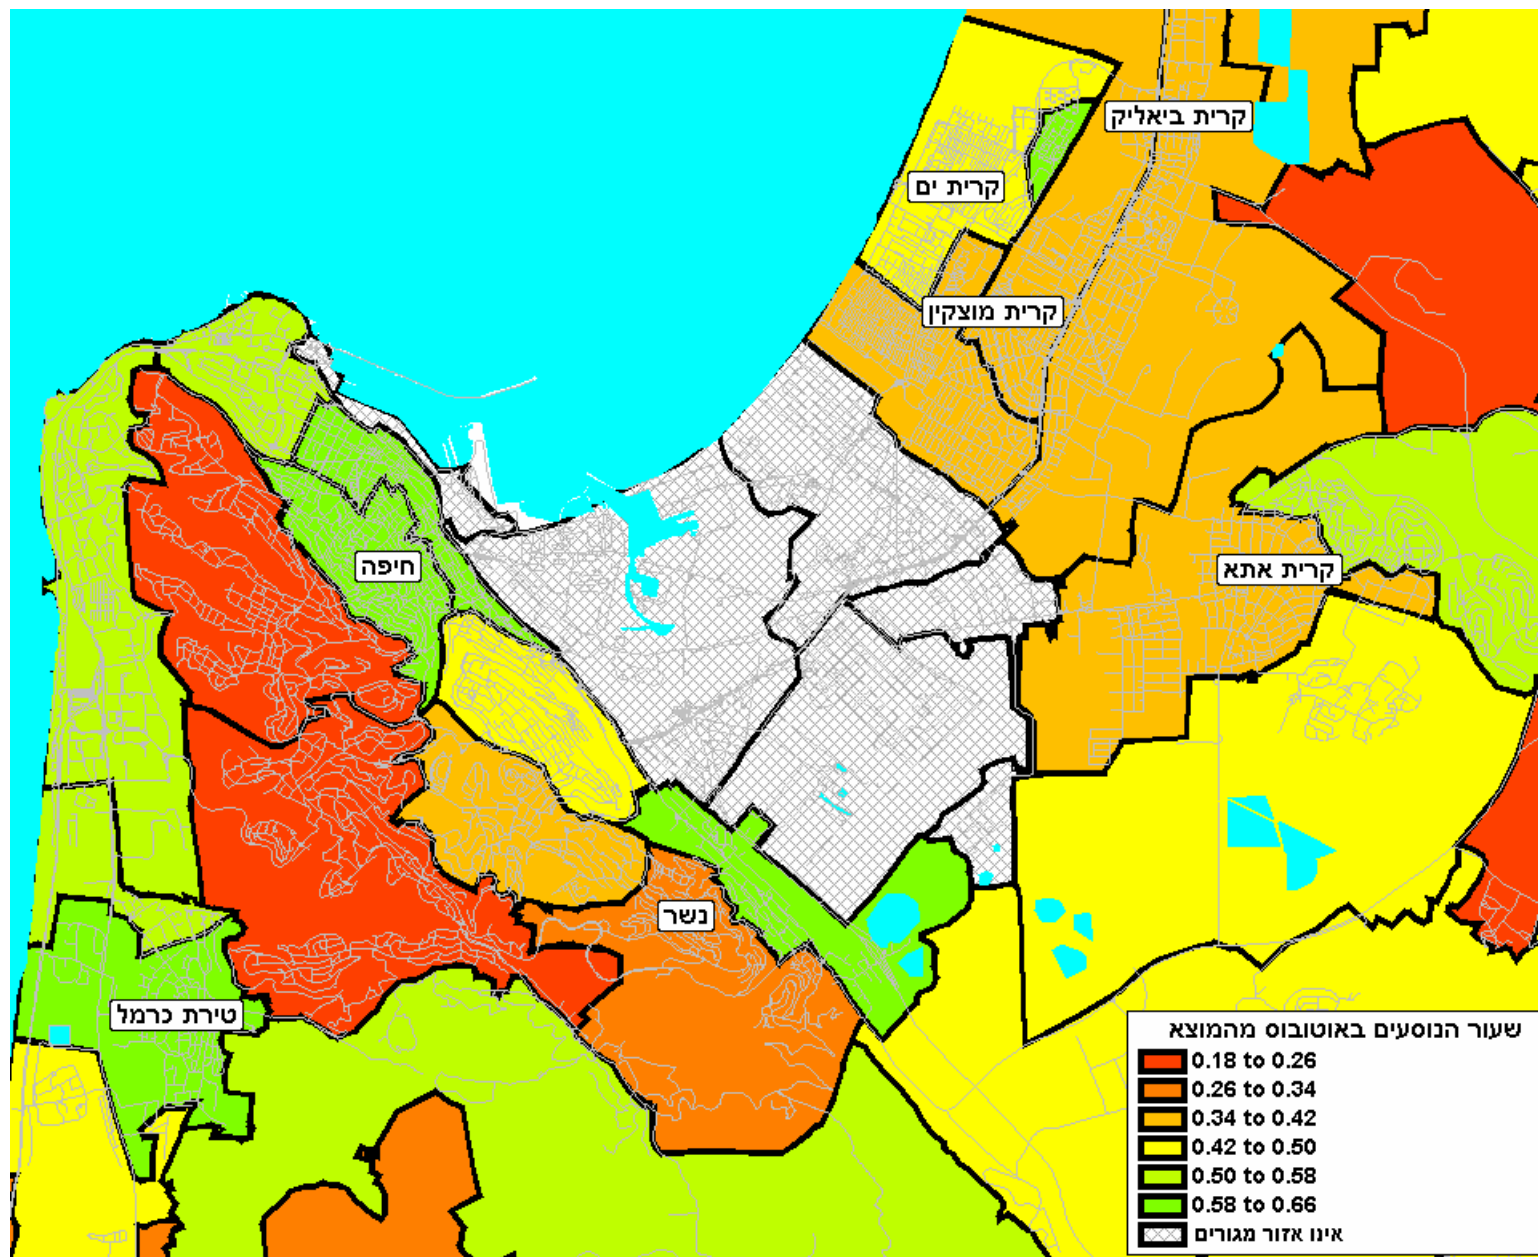 קרית ביאליק
קרית ים
קרית מוצקין
חיפה
קרית אתא
נשר
טירת כרמל
שעור הנוסעים באוטובוס מהמוצא
0.18 to 0.26
0.26 to 0.34
0.34 to 0.42
0.42 to 0.50
0.50 to 0.58
0.58 to 0.66
אינו אזור מגורים